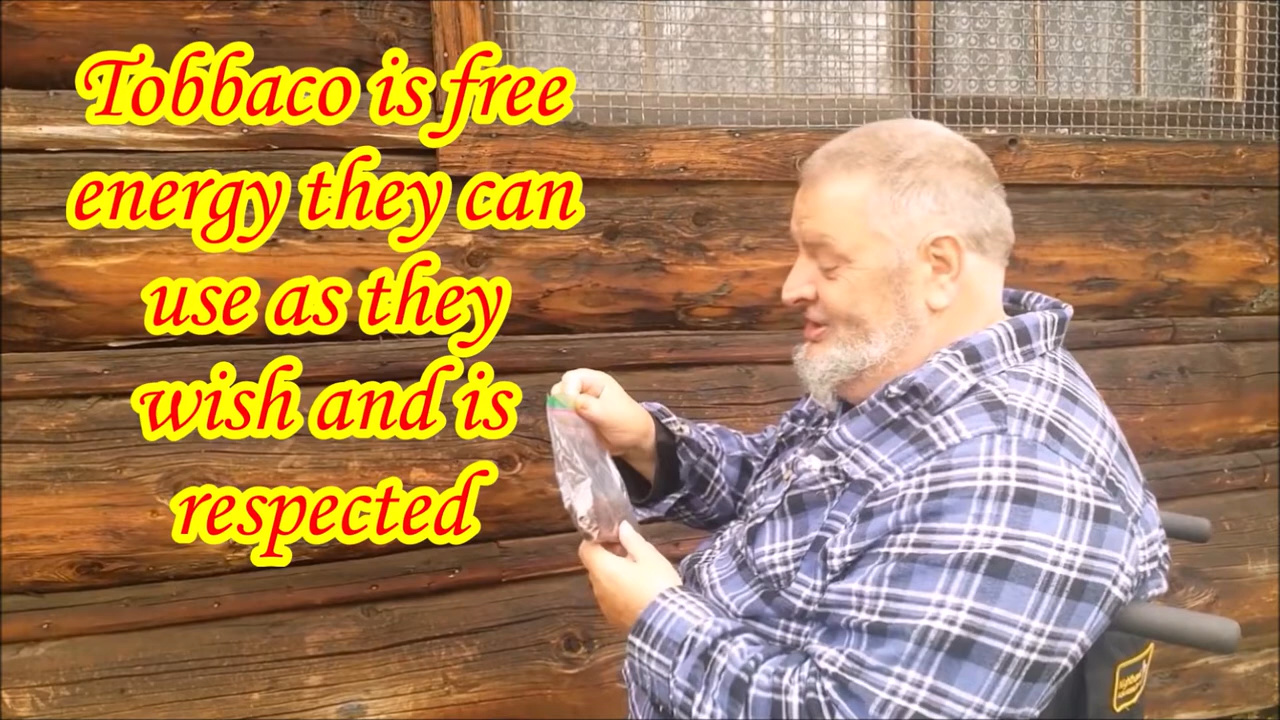 Tobbaco is free
energy they can
use as they
wish and is
respected